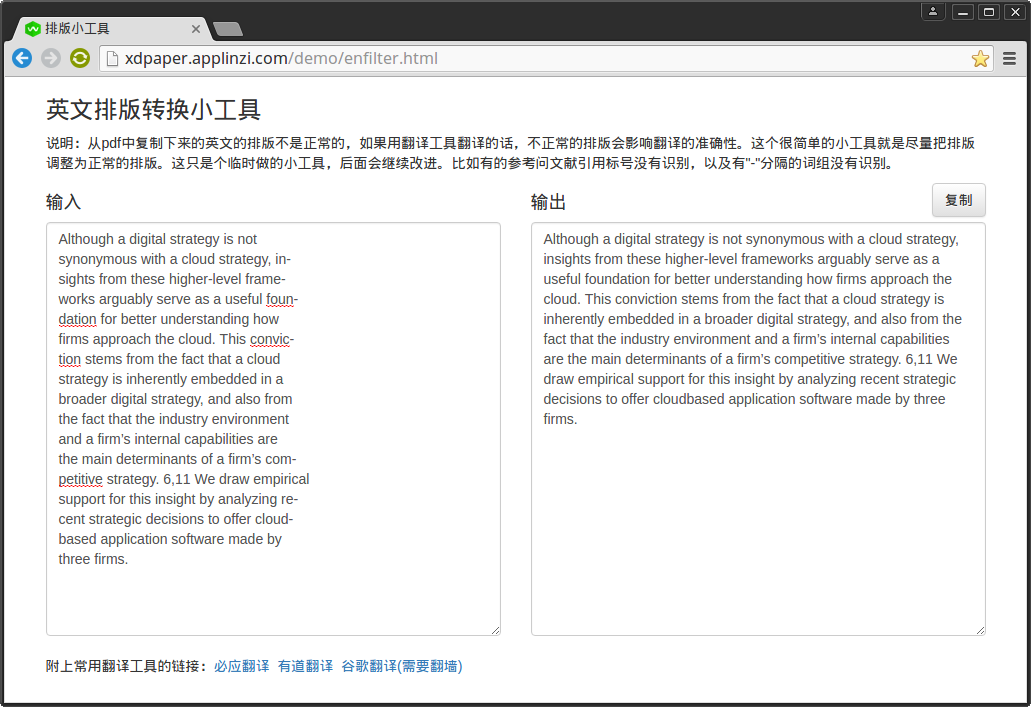 排版小工具
xdpaper.applinzi.com/demo/enfilter.html
英文排版转换小工具
说明：从pdf中复制下来的英文的排版不是正常的，如果用翻译工具翻译的话，不正常的排版会影响翻译的准确性。这个很简单的小工具就是尽量把排版
调整为正常的排版。这只是个临时做的小工具，后面会继续改进。比如有的参考问文献引用标号没有识别，以及有"-"分隔的词组没有识别。
输入
Although a digital strategy is not
synonymous with a cloud strategy, in-
sights from these higher-level frame-
works arguably serve as a useful foun-
dation for better understanding how
firms approach the cloud. This convic-
tion stems from the fact that a cloud
strategy is inherently embedded in a
broader digital strategy, and also from
the fact that the industry environment
and a firm’s internal capabilities are
the main determinants of a firm’s com-
petitive strategy. 6,11 We draw empirical
support for this insight by analyzing re-
cent strategic decisions to offer cloud-
based application software made by
three firms.
输出
复制
Although a digital strategy is not synonymous with a cloud strategy,
insights from these higher-level frameworks arguably serve as a
useful foundation for better understanding how firms approach the
cloud. This conviction stems from the fact that a cloud strategy is
inherently embedded in a broader digital strategy, and also from the
fact that the industry environment and a firm’s internal capabilities
are the main determinants of a firm’s competitive strategy. 6,11 We
draw empirical support for this insight by analyzing recent strategic
decisions to offer cloudbased application software made by three
firms.
附上常用翻译工具的链接：必应翻译 有道翻译 谷歌翻译(需要翻墙)